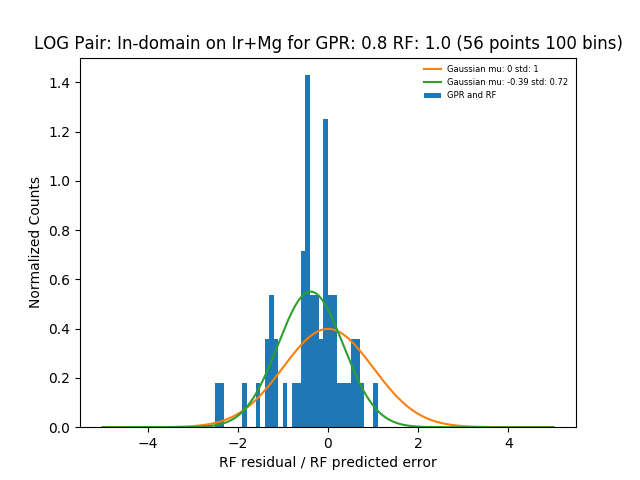 LOG Pair: In-domain on Ir+Mg for GPR: 0.8 RF: 1.0 (56 points 100 bins)
Gaussian mu: 0 std: 1
Gaussian mu: -0.39 std: 0.72
GPR and RF
Normalized Counts
1.4
1.2
1.0
0.8
0.6
0.4
0.2
0.0
−4 −2 0 2 4
RF residual / RF predicted error